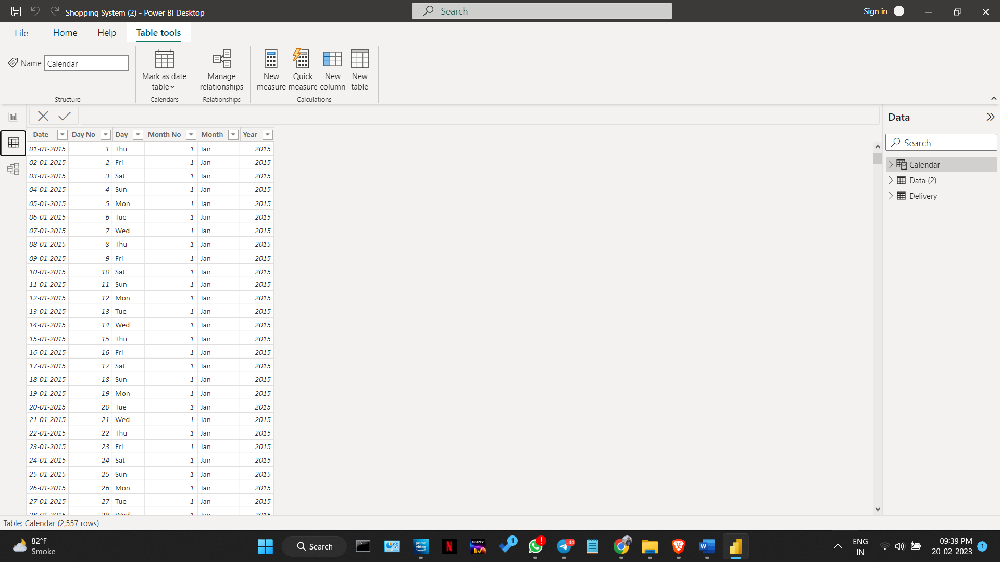 Shopping System (2) - Power BI Desktop
Search
Sign in
File Home Help Table tools
Name Calendar
Mark as date table
Manage relationships
New measure
Quick measure
New column
New table
Structure Calendars Relationships Calculations
Data
Search
Calendar
Data (2)
Delivery
Date Day No Day Month No Month Year
01-01-2015 1 Thu 1 Jan 2015
02-01-2015 2 Fri 1 Jan 2015
03-01-2015 3 Sat 1 Jan 2015
04-01-2015 4 Sun 1 Jan 2015
05-01-2015 5 Mon 1 Jan 2015
06-01-2015 6 Tue 1 Jan 2015
07-01-2015 7 Wed 1 Jan 2015
08-01-2015 8 Thu 1 Jan 2015
09-01-2015 9 Fri 1 Jan 2015
10-01-2015 10 Sat 1 Jan 2015
11-01-2015 11 Sun 1 Jan 2015
12-01-2015 12 Mon 1 Jan 2015
13-01-2015 13 Tue 1 Jan 2015
14-01-2015 14 Wed 1 Jan 2015
15-01-2015 15 Thu 1 Jan 2015
16-01-2015 16 Fri 1 Jan 2015
17-01-2015 17 Sat 1 Jan 2015
18-01-2015 18 Sun 1 Jan 2015
19-01-2015 19 Mon 1 Jan 2015
20-01-2015 20 Tue 1 Jan 2015
21-01-2015 21 Wed 1 Jan 2015
22-01-2015 22 Thu 1 Jan 2015
23-01-2015 23 Fri 1 Jan 2015
24-01-2015 24 Sat 1 Jan 2015
25-01-2015 25 Sun 1 Jan 2015
26-01-2015 26 Mon 1 Jan 2015
27-01-2015 27 Tue 1 Jan 2015
28-01-2015 28 Wed 1 Jan 2015
Table: Calendar (2,557 rows)
82°F
Smoke
Search
prime video
N
SONY liv
1
!
44
W
ENG
IN
09:39 PM
20-02-2023
1